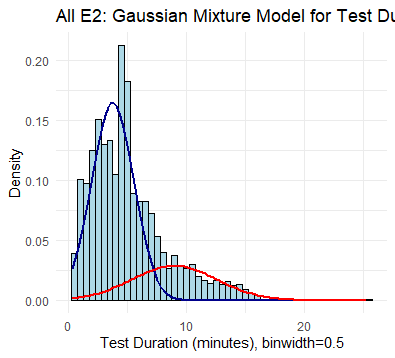 All E2: Gaussian Mixture Model for Test Du
Density
0.20
0.15
0.10
0.05
0.00
0
10
20
Test Duration (minutes), binwidth=0.5